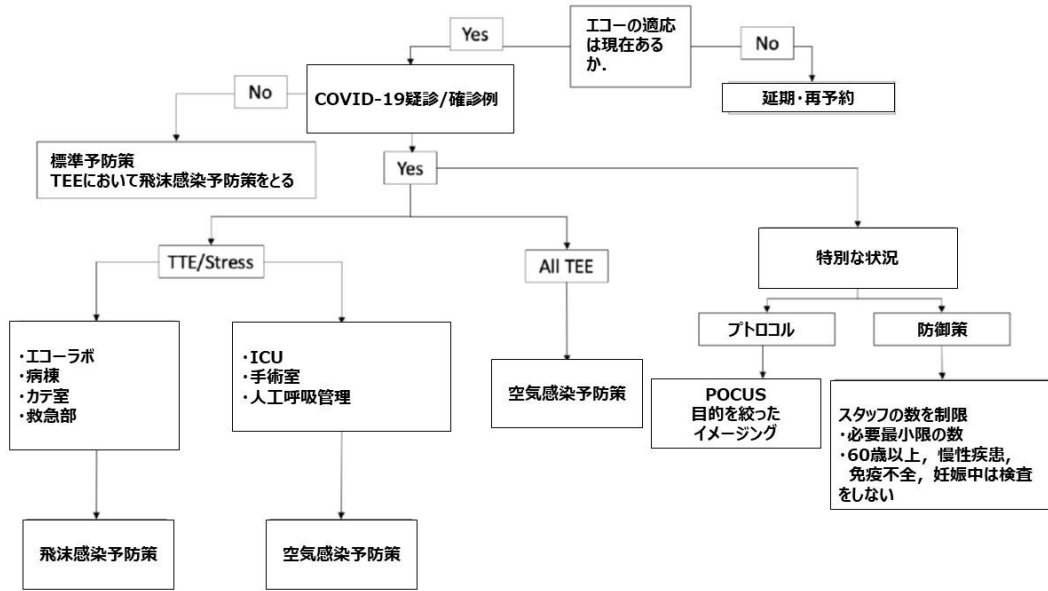 エコーの適応
は現在ある
か.
Yes
No
延期・再予約
COVID-19疑診/確診例
No
標準予防策
TEEにおいて飛沫感染予防策をとる
Yes
TTE/Stress
All TEE
特別な状況
プトロコル
防御策
・エコーラボ
・病棟
・カテ室
・救急部
・ICU
・手術室
・人工呼吸管理
空気感染予防策
POCUS
目的を絞った
イメージング
スタッフの数を制限
・必要最小限の数
・60歳以上，慢性疾患，
免疫不全，妊娠中は検査
をしない
飛沫感染予防策
空気感染予防策